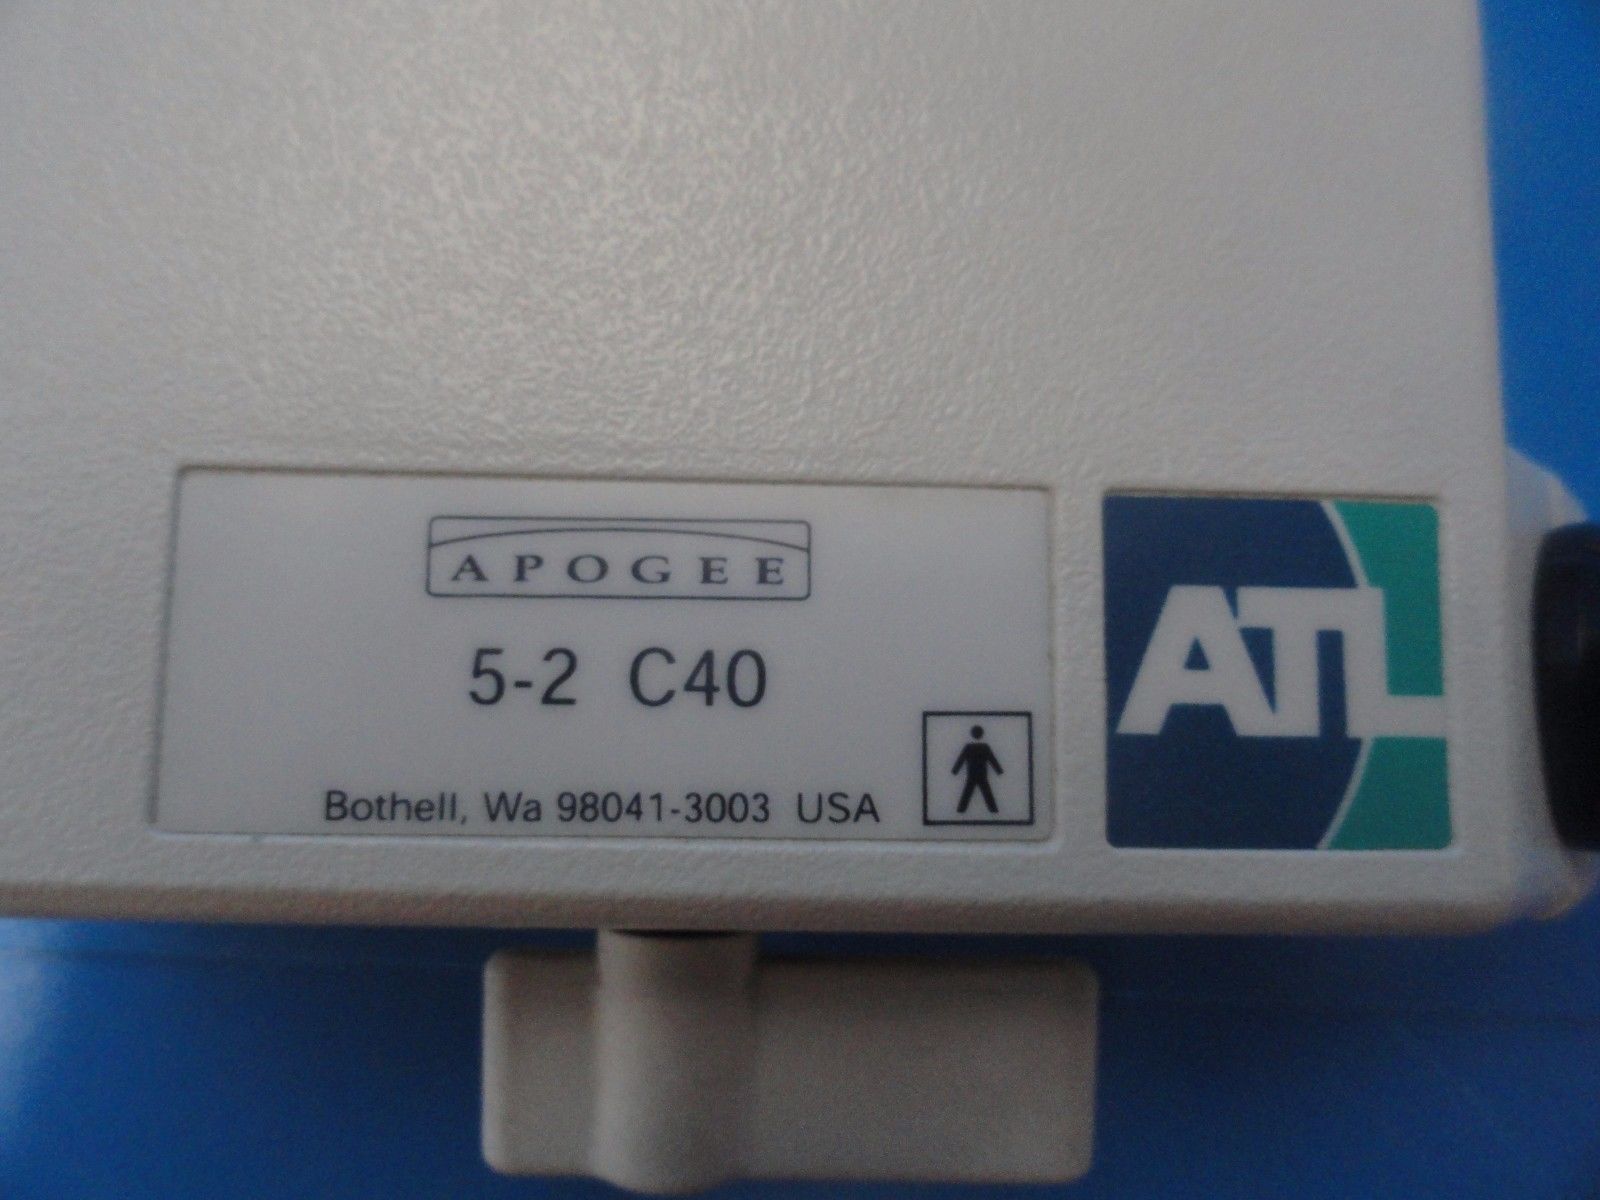 APOGEE
5-2 C40
Bothell, Wa 98041-3003 USA
ATL